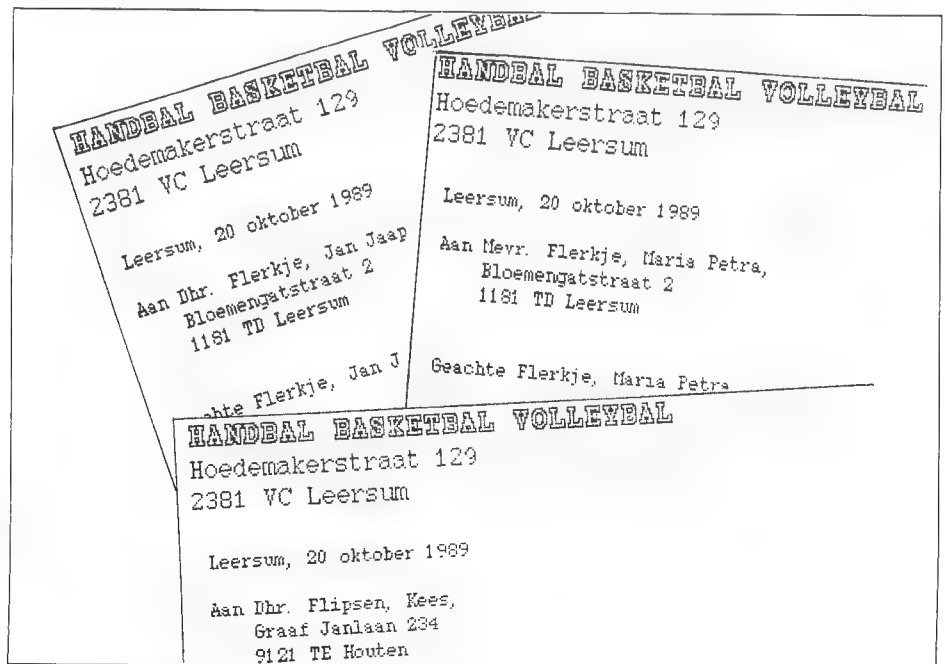 HANDBAL BASKETBAL VOLLEYBAL
Hoedemakerstraat 129
2381 VC Leersum
Leersum, 20 oktober 1989
Aan Dhr. Flerkje, Jan Jaap
Bloemengatstraat 2
1181 TD Leersum
Flerkje, Jan J
HANDBAL BASKETBAL VOLLEYBAL
Hoedemakerstraat 129
2381 VC Leersum
Leersum, 20 oktober 1989
Aan Mevr. Flerkje, Maria Petra,
Bloemengatstraat 2
1181 TD Leersum
Geachte Flerkje, Maria Petra
HANDBAL BASKETBAL VOLLEYBAL
Hoedemakerstraat 129
2381 VC Leersum
Leersum, 20 oktober 1989
Aan Dhr. Flipsen, Kees,
Graaf Janlaan 234
9121 TE Houten